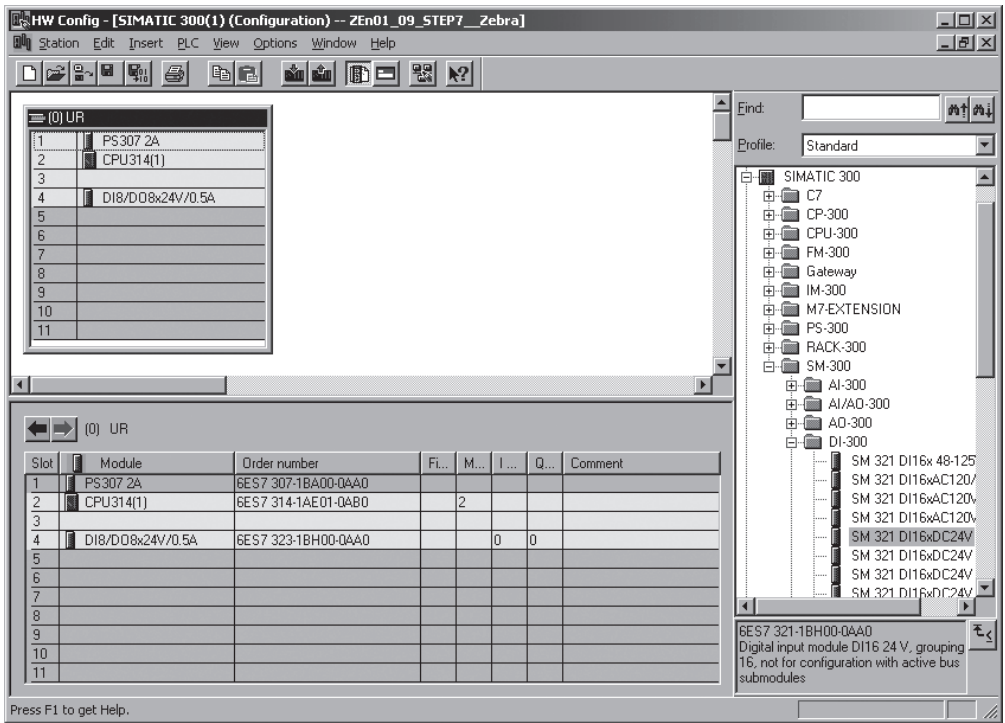 HW Config - [SIMATIC 300(1) (Configuration) -- ZEn01_09_STEP7__Zebra]
Station Edit Insert PLC View Options Window Help
(0) UR
1 PS307 2A
2 CPU314(1)
3
4 DI8/DO8x24V/0.5A
5
6
7
8
9
10
11
Find:
Profile: Standard
SIMATIC 300
C7
CP-300
CPU-300
FM-300
Gateway
IM-300
M7-EXTENSION
PS-300
RACK-300
SM-300
AI-300
AI/AO-300
AO-300
DI-300
SM 321 DI16x 48-125
SM 321 DI16xAC120/
SM 321 DI16xAC120V
SM 321 DI16xAC120V
SM 321 DI16xDC24V
SM 321 DI16xDC24V
SM 321 DI16xDC24V
SM 321 DI16xDC24V
(0) UR
Slot Module Order number Fi... M... I... Q... Comment
1 PS307 2A 6ES7 307-1BA00-0AA0
2 CPU314(1) 6ES7 314-1AE01-0AB0 2
3
4 DI8/DO8x24V/0.5A 6ES7 323-1BH00-0AA0 0 0
5
6
7
8
9
10
11
6ES7 321-1BH00-0AA0
Digital input module DI16 24 V, grouping
16, not for configuration with active bus
submodules
Press F1 to get Help.